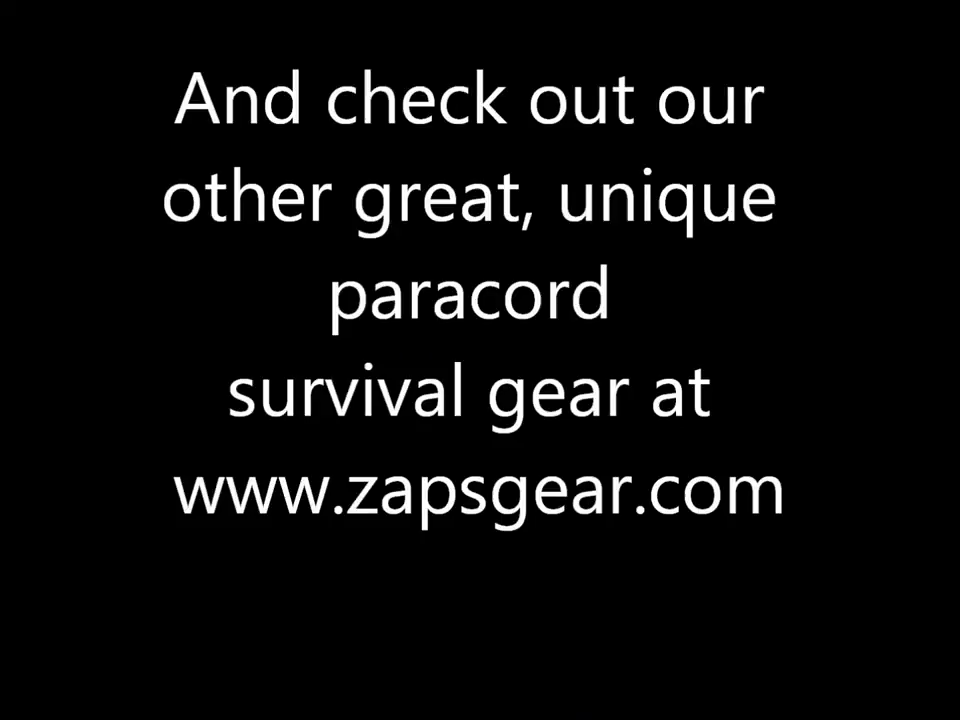 And check out our
other great, unique
paracord
survival gear at
www.zapsgear.com